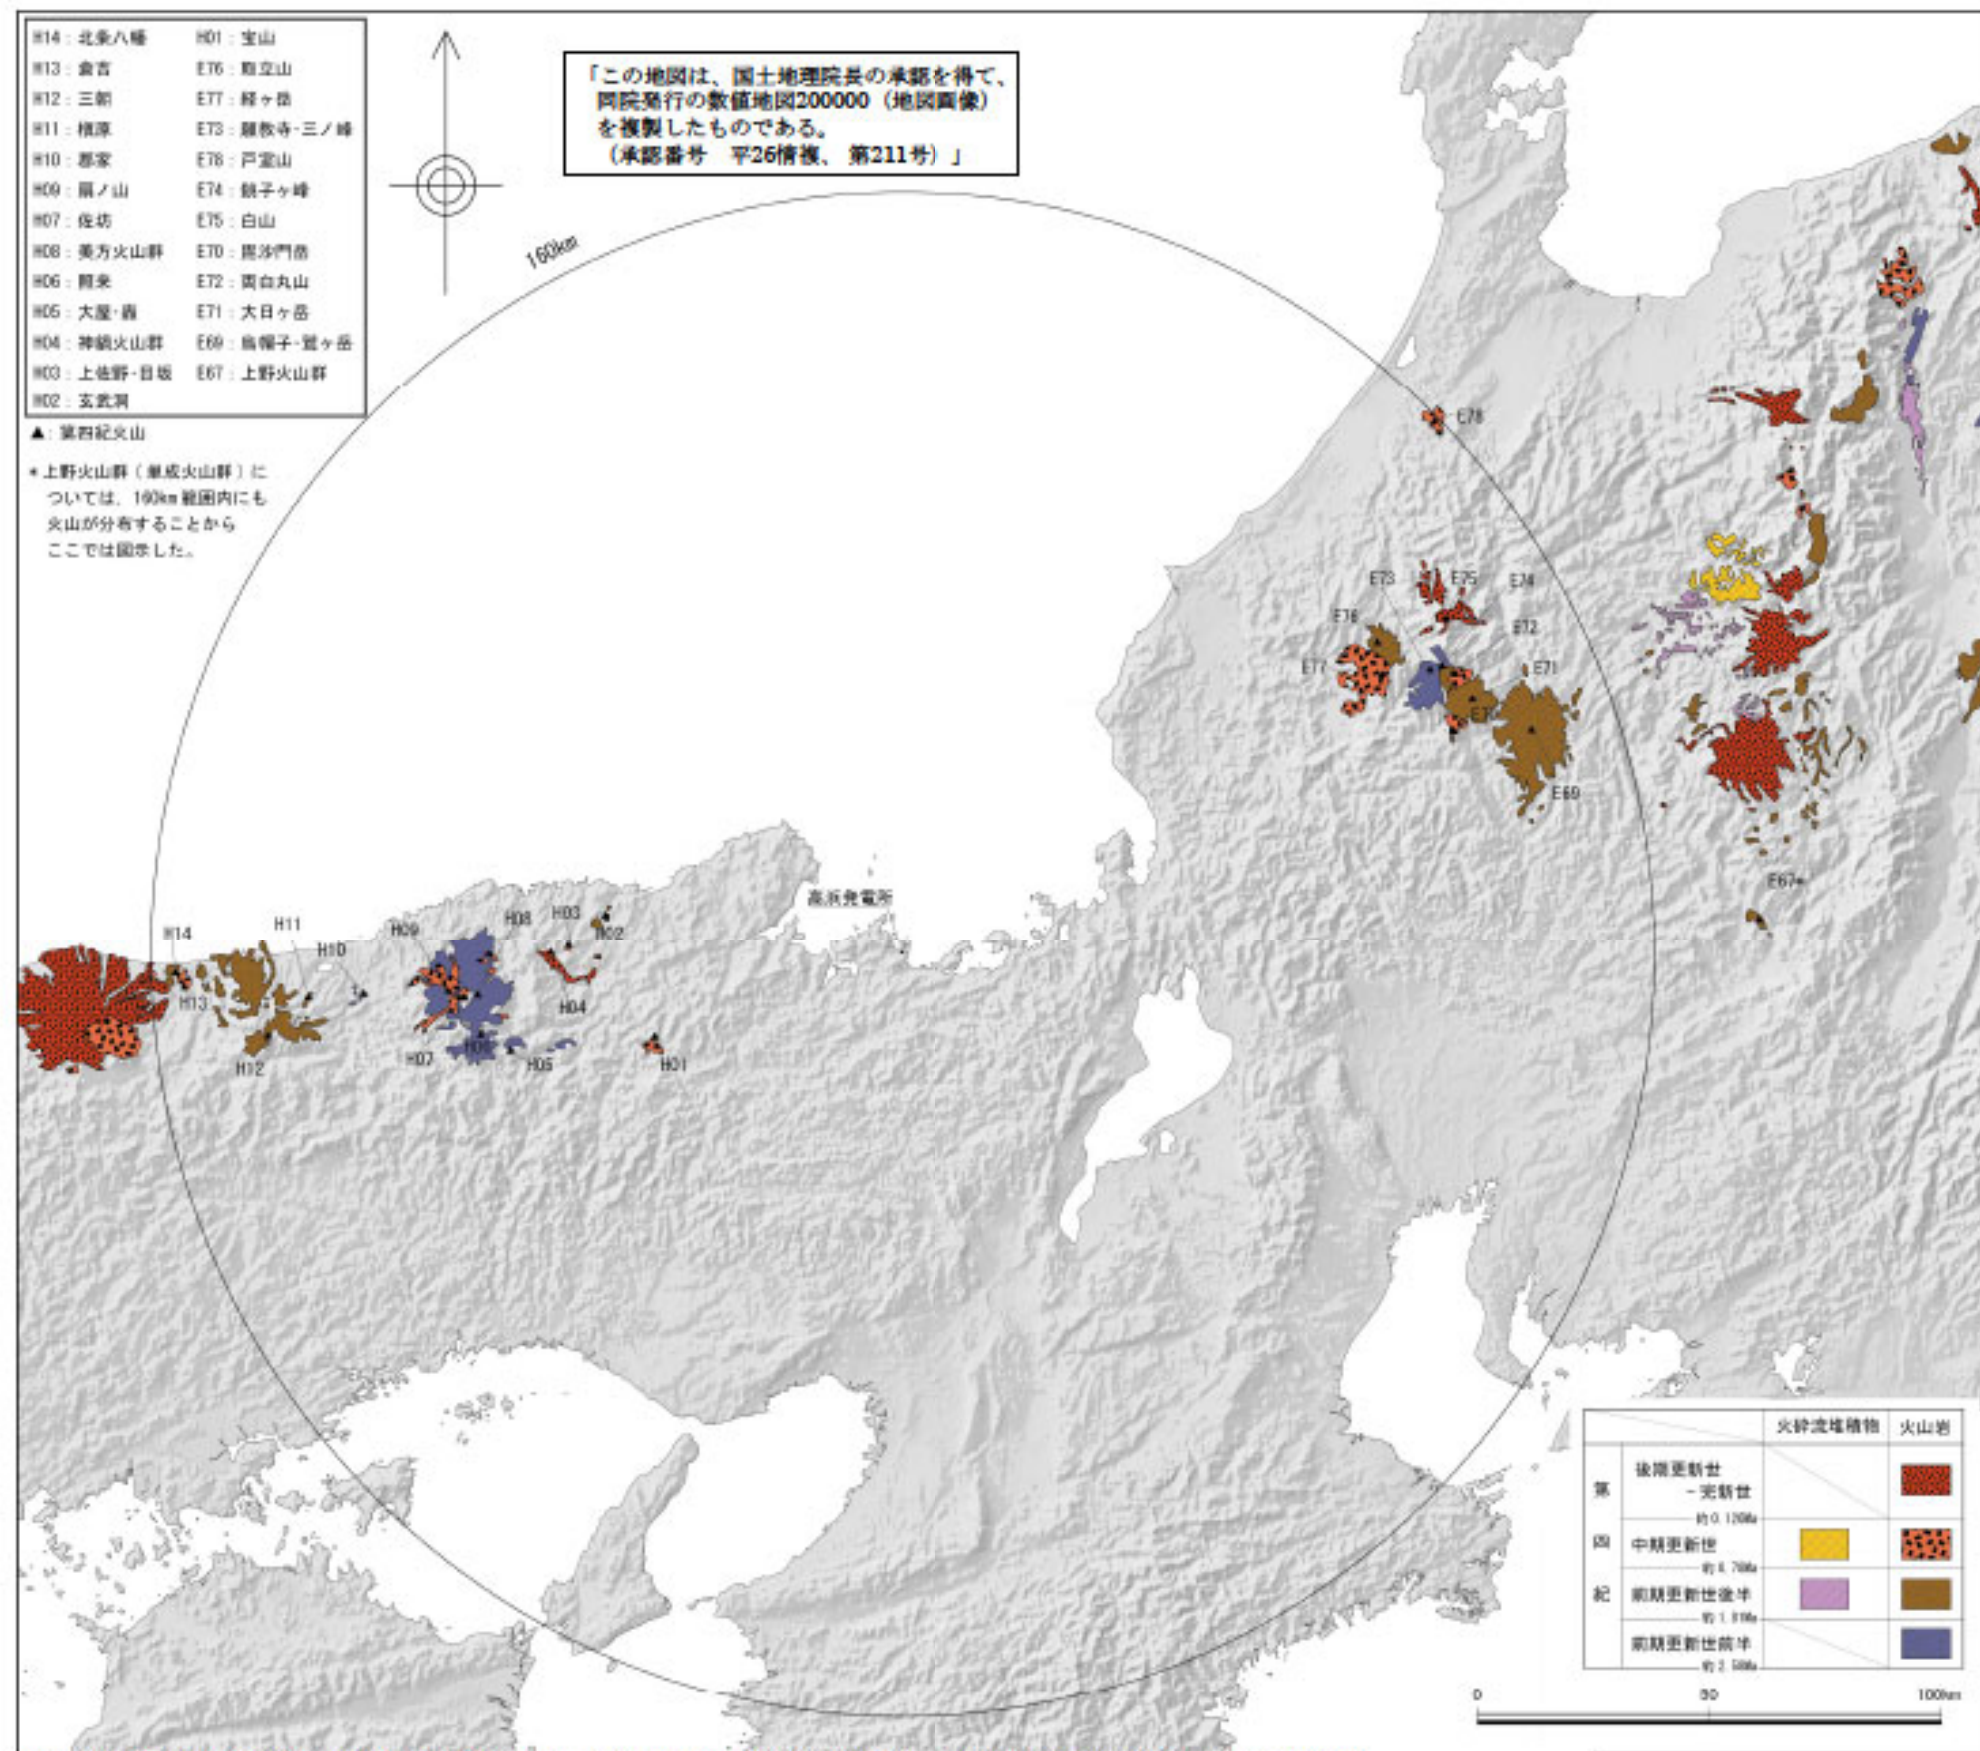 H14：北条八幡　H01：宝山
H13：倉吉　E76：取立山
H12：三朝　E77：経ヶ岳
H11：槇原　E73：願教寺・三ノ峰
H10：郡家　E78：戸室山
H09：扇ノ山　E74：銚子ヶ峰
H07：佐坊　E75：白山
H08：美方火山群　E70：毘沙門岳
H06：照来　E72：両白丸山
H05：大屋・轟　E71：大日ヶ岳
H04：神鍋火山群　E69：烏帽子・鷲ヶ岳
H03：上佐野・目坂　E67：上野火山群
H02：玄武洞
▲：第四紀火山
*上野火山群（単成火山群）に
ついては、160km範囲内にも
火山が分布することから
ここでは図示した。
「この地図は、国土地理院長の承認を得て、
同院発行の数値地図200000（地図画像）
を複製したものである。
（承認番号　平26情複、第211号）」
160km
E78
E73
E75
E74
E76
E72
E77
E71
E69
E67*
高浜発電所
H14
H11
H10
H09
H08
H03
H02
H13
H04
H12
H07
H06
H05
H01
火砕流堆積物　火山岩
第四紀
後期更新世
－完新世
約0.126Ma
中期更新世
約0.78Ma
前期更新世後半
約1.81Ma
前期更新世前半
約2.58Ma
0　50　100km